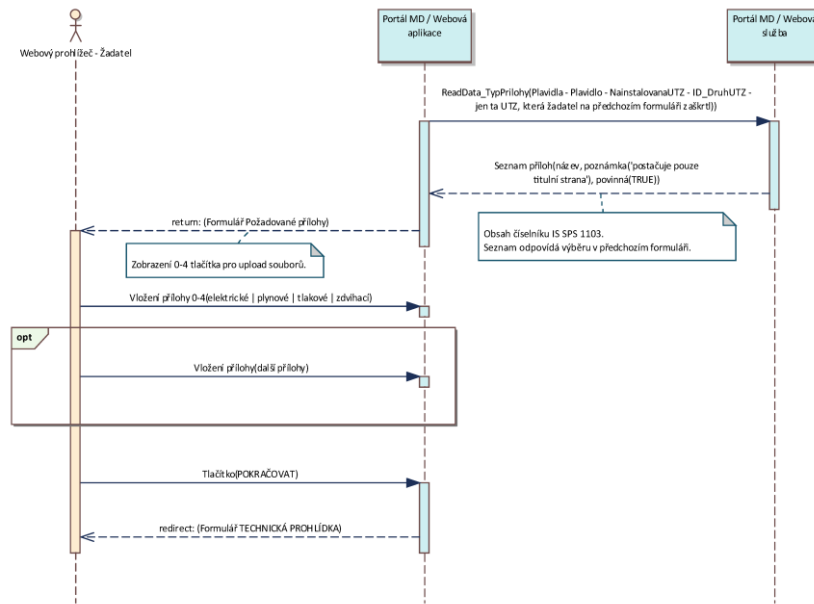 Webový prohlížeč - Žadatel
Portál MD / Webová
aplikace
Portál MD / Webová
služba
ReadData_TypPrilohy(Plavidla - Plavidlo - NainstalovanaUTZ - ID_DruhUTZ -
jen ta UTZ, která žadatel na předchozím formuláři zaškrtl))
Seznam příloh(název, poznámka('postačuje pouze
titulní strana'), povinná(TRUE))
return: (Formulář Požadované přílohy)
Obsah číselníku IS SPS 1103.
Seznam odpovídá výběru v předchozím formuláři.
Zobrazení 0-4 tlačítka pro upload souborů.
Vložení přílohy 0-4(elektrické | plynové | tlakové | zdvihací)
opt
Vložení přílohy(další přílohy)
Tlačítko(POKRAČOVAT)
redirect: (Formulář TECHNICKÁ PROHLÍDKA)